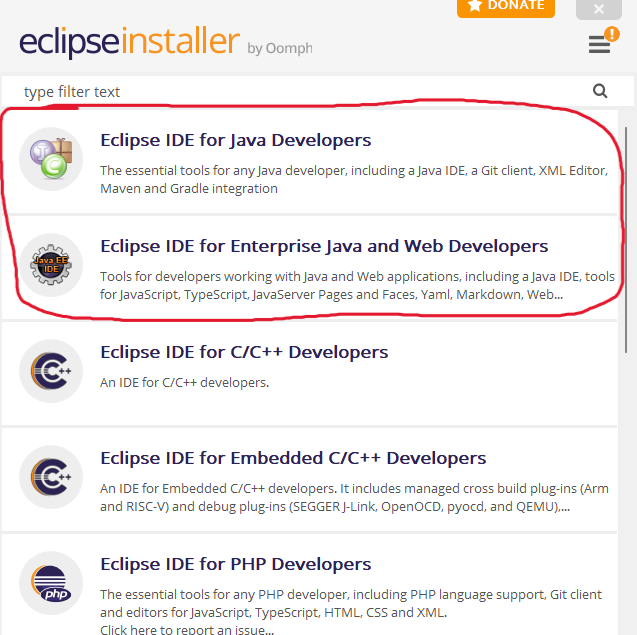 DONATE
eclipseinstaller by Oomph
!
type filter text
Eclipse IDE for Java Developers
The essential tools for any Java developer, including a Java IDE, a Git client, XML Editor,
Maven and Gradle integration
Java EE
IDE
Eclipse IDE for Enterprise Java and Web Developers
Tools for developers working with Java and Web applications, including a Java IDE, tools
for JavaScript, TypeScript, JavaServer Pages and Faces, Yaml, Markdown, Web...
C++
Eclipse IDE for C/C++ Developers
An IDE for C/C++ developers.
C++
Eclipse IDE for Embedded C/C++ Developers
An IDE for Embedded C/C++ developers. It includes managed cross build plug-ins (Arm
and RISC-V) and debug plug-ins (SEGGER J-Link, OpenOCD, pyocd, and QEMU),...
php
Eclipse IDE for PHP Developers
The essential tools for any PHP developer, including PHP language support, Git client
and editors for JavaScript, TypeScript, HTML, CSS and XML.
Click here to report an issue...